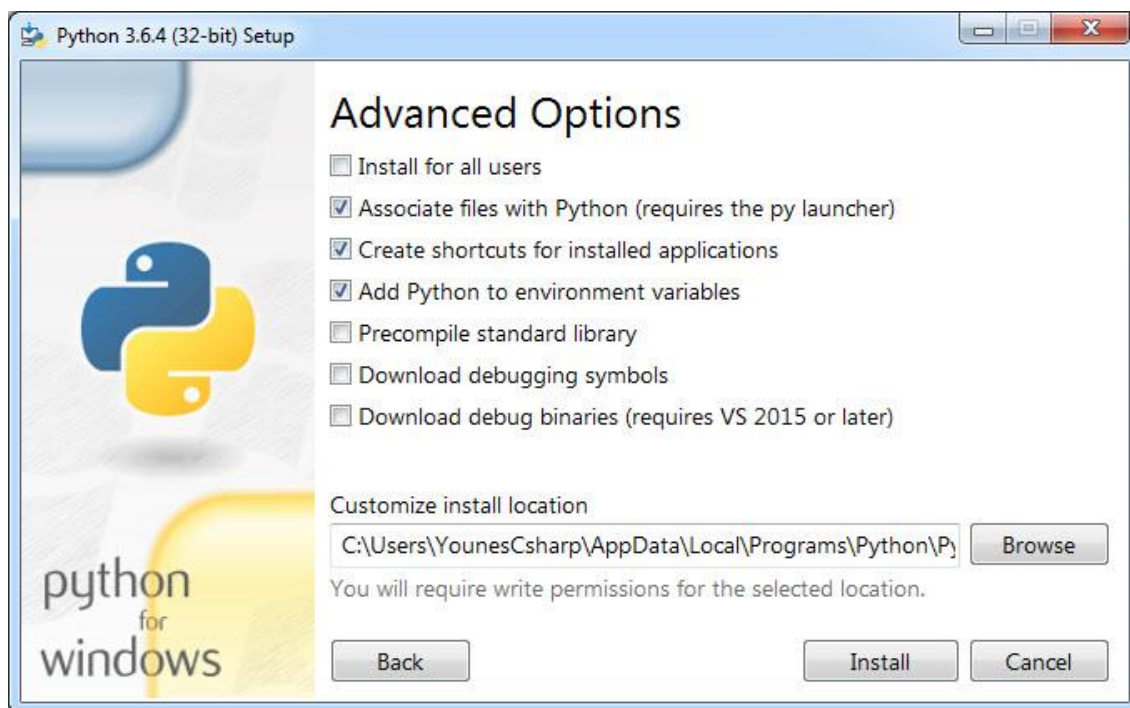 Python 3.6.4 (32-bit) Setup
Advanced Options
Install for all users
Associate files with Python (requires the py launcher)
Create shortcuts for installed applications
Add Python to environment variables
Precompile standard library
Download debugging symbols
Download debug binaries (requires VS 2015 or later)
Customize install location
C:\Users\YounesCsharp\AppData\Local\Programs\Python\Py
Browse
You will require write permissions for the selected location.
python
for
windows
Back
Install
Cancel